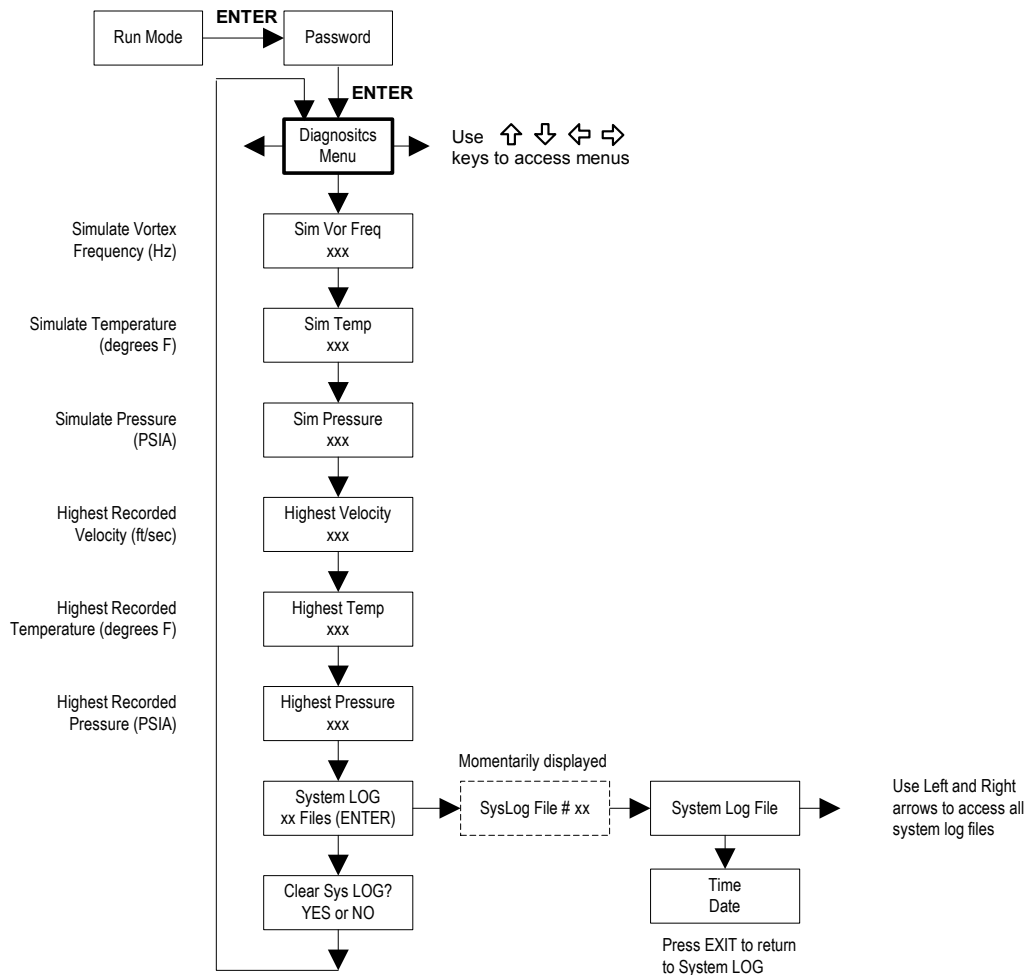 ENTER
Run Mode
Password
ENTER
Diagnositcs
Menu
Use
keys to access menus
Simulate Vortex
Frequency (Hz)
Sim Vor Freq
xxx
Simulate Temperature
(degrees F)
Sim Temp
xxx
Simulate Pressure
(PSIA)
Sim Pressure
xxx
Highest Recorded
Velocity (ft/sec)
Highest Velocity
xxx
Highest Recorded
Temperature (degrees F)
Highest Temp
xxx
Highest Recorded
Pressure (PSIA)
Highest Pressure
xxx
System LOG
xx Files (ENTER)
Momentarily displayed
SysLog File # xx
System Log File
Use Left and Right
arrows to access all
system log files
Clear Sys LOG?
YES or NO
Time
Date
Press EXIT to return
to System LOG